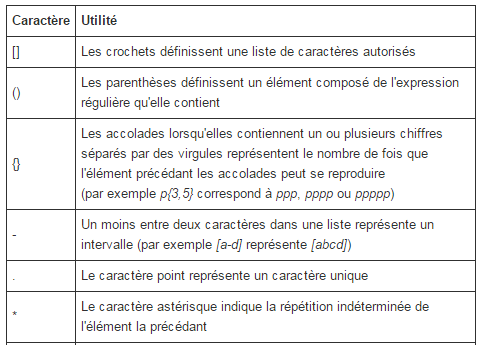 Caractère Utilité
[] Les crochets définissent une liste de caractères autorisés
() Les parenthèses définissent un élément composé de l'expression
régulière qu'elle contient
{} Les accolades lorsqu'elles contiennent un ou plusieurs chiffres
séparés par des virgules représentent le nombre de fois que
l'élément précédant les accolades peut se reproduire
(par exemple p{3,5} correspond à ppp, pppp ou ppppp)
- Un moins entre deux caractères dans une liste représente un
intervalle (par exemple [a-d] représente [abcd])
. Le caractère point représente un caractère unique
* Le caractère astérisque indique la répétition indéterminée de
l'élément la précédant